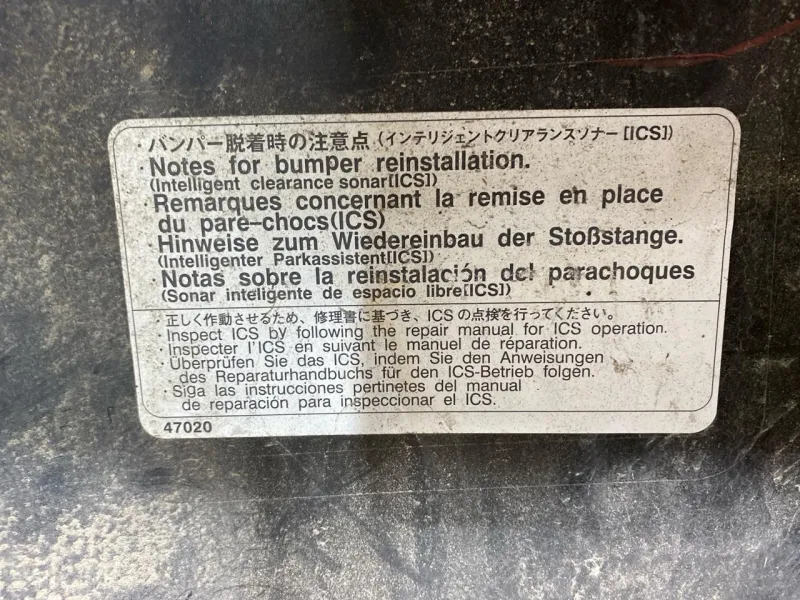 ・バンパー脱着時の注意点 (インテリジェントクリアランスソナー [ICS])
・Notes for bumper reinstallation.
(Intelligent clearance sonar[ICS])
・Remarques concernant la remise en place
du pare-chocs(ICS)
・Hinweise zum Wiedereinbau der Stoßstange.
(Intelligenter Parkassistent[ICS])
・Notas sobre la reinstalación del parachoques
(Sonar inteligente de espacio libre[ICS])
・正しく作動させるため、修理書に基づき、ICS の点検を行ってください。
・Inspect ICS by following the repair manual for ICS operation.
・Inspecter l'ICS en suivant le manuel de réparation.
・Überprüfen Sie das ICS, indem Sie den Anweisungen
des Reparaturhandbuchs für den ICS-Betrieb folgen.
・Siga las instrucciones pertinetes del manual
de reparación para inspeccionar el ICS.
47020